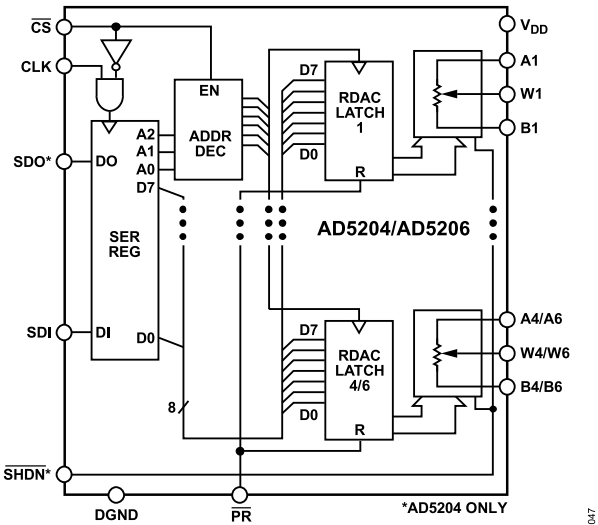 CS
VDD
CLK
A1
D7
EN
RDAC
LATCH
1
W1
A2
A1
A0
ADDR
DEC
B1
SDO*
DO
D0
D7
R
SER
REG
AD5204/AD5206
A4/A6
SDI
DI
D0
D7
RDAC
LATCH
4/6
W4/W6
B4/B6
8
D0
R
SHDN*
*AD5204 ONLY
DGND
PR
047